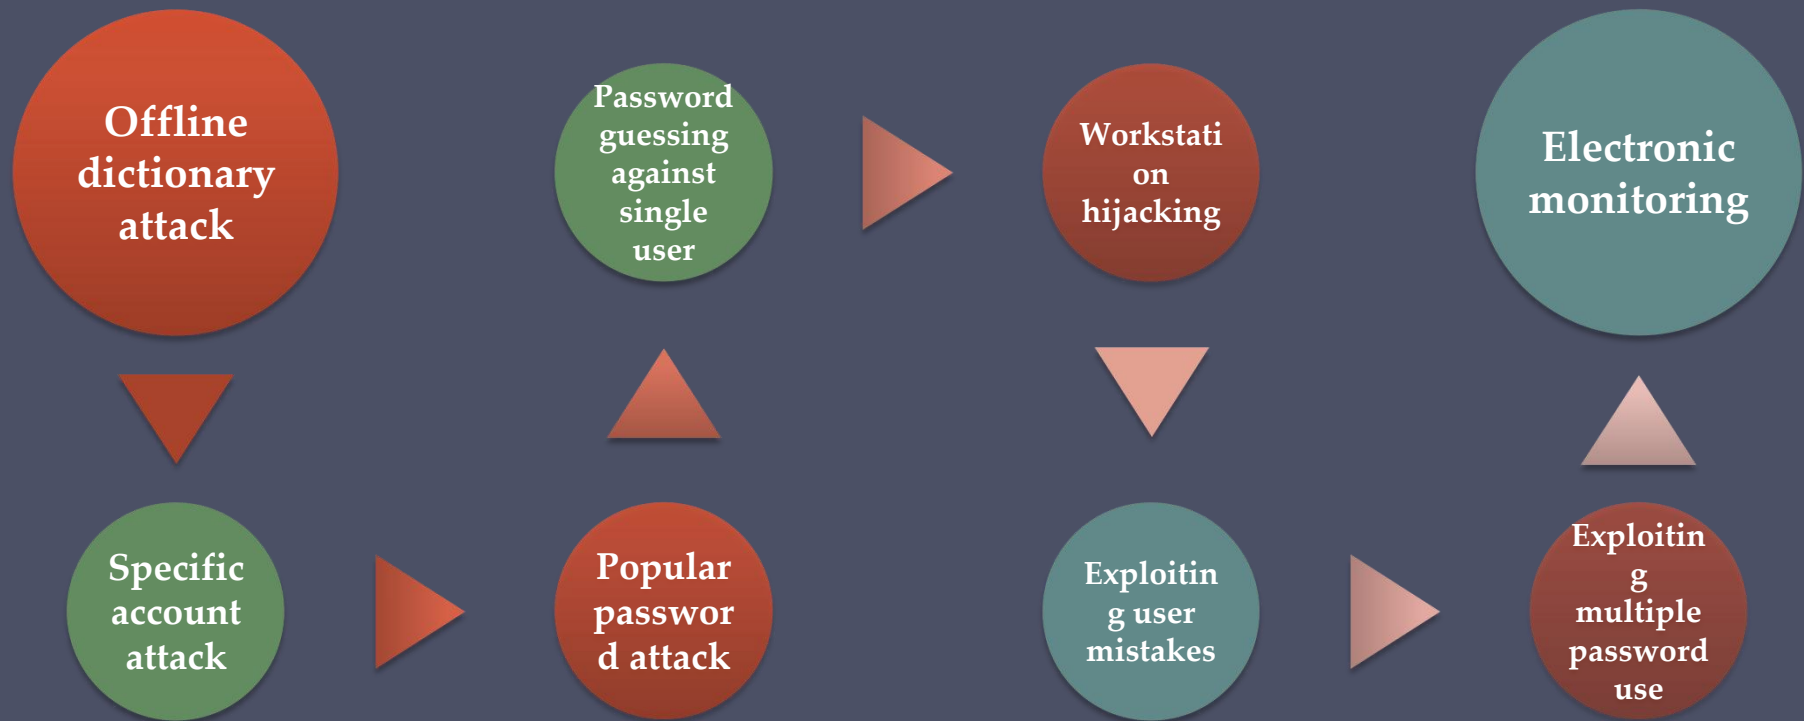 Offline
dictionary
attack
Specific
account
attack
Popular
passwor
d attack
Password
guessing
against
single
user
Workstati
on
hijacking
Exploitin
g user
mistakes
Exploitin
g
multiple
password
use
Electronic
monitoring